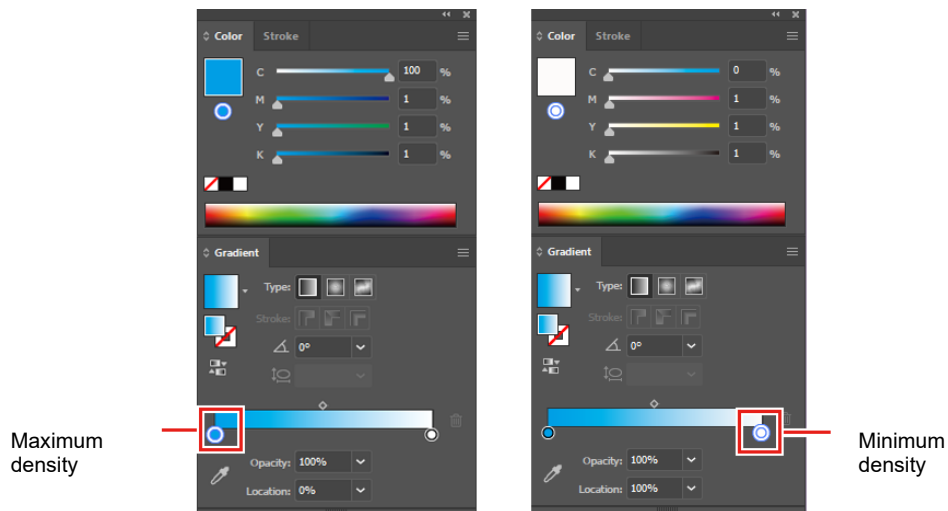 Color Stroke
C 100 %
M 1 %
Y 1 %
K 1 %
Gradient
Type:
Stroke:
0°
Opacity: 100%
Location: 0%
Maximum
density
Color Stroke
C 0 %
M 1 %
Y 1 %
K 1 %
Gradient
Type:
Stroke:
0°
Opacity: 100%
Location: 100%
Minimum
density